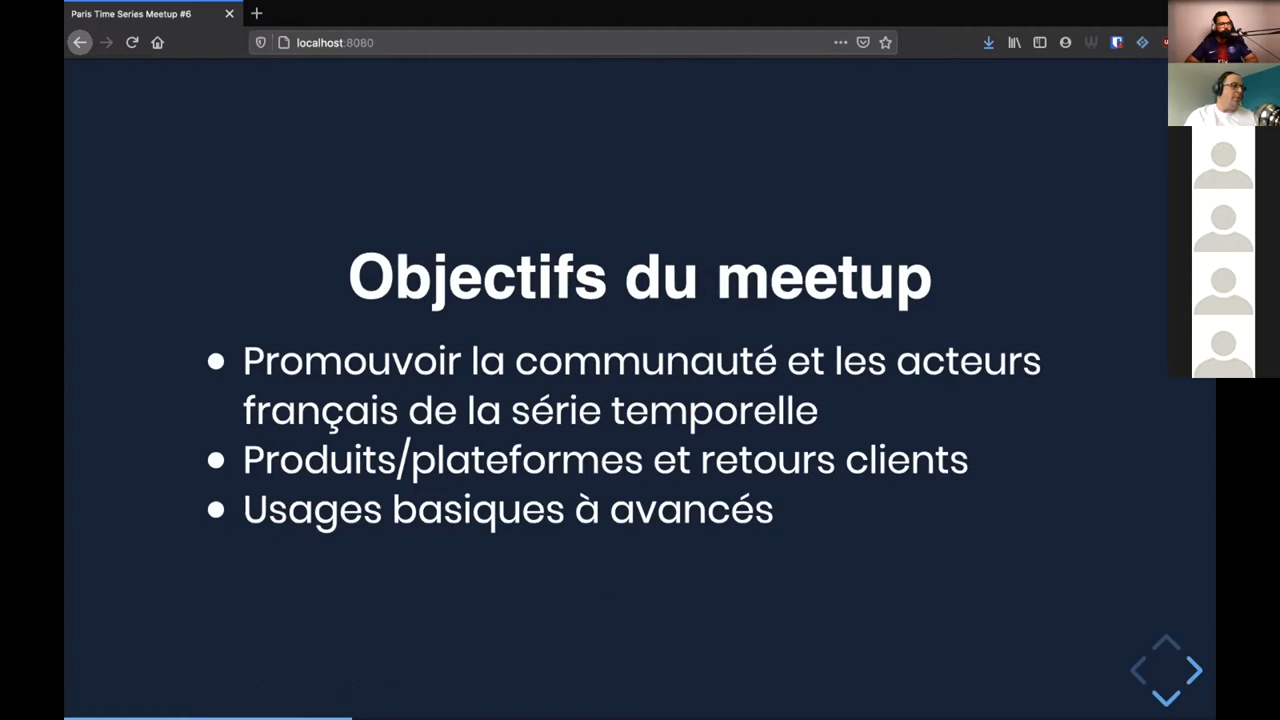 Paris Time Series Meetup #6
localhost:8080
Objectifs du meetup
● Promouvoir la communauté et les acteurs
français de la série temporelle
● Produits/plateformes et retours clients
● Usages basiques à avancés